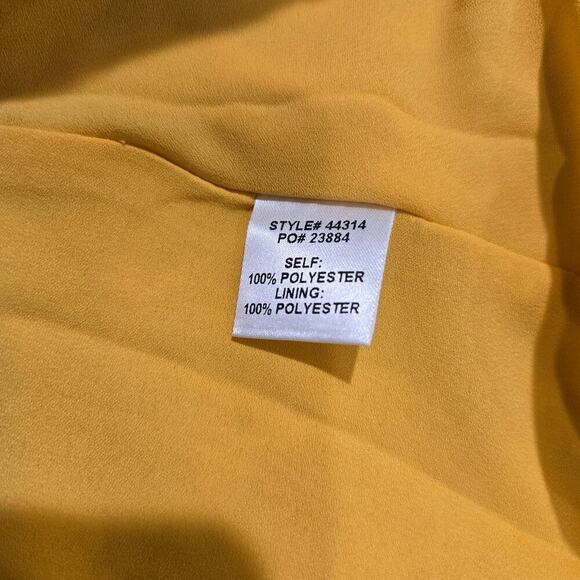 STYLE# 44314
PO# 23884
SELF:
100% POLYESTER
LINING:
100% POLYESTER